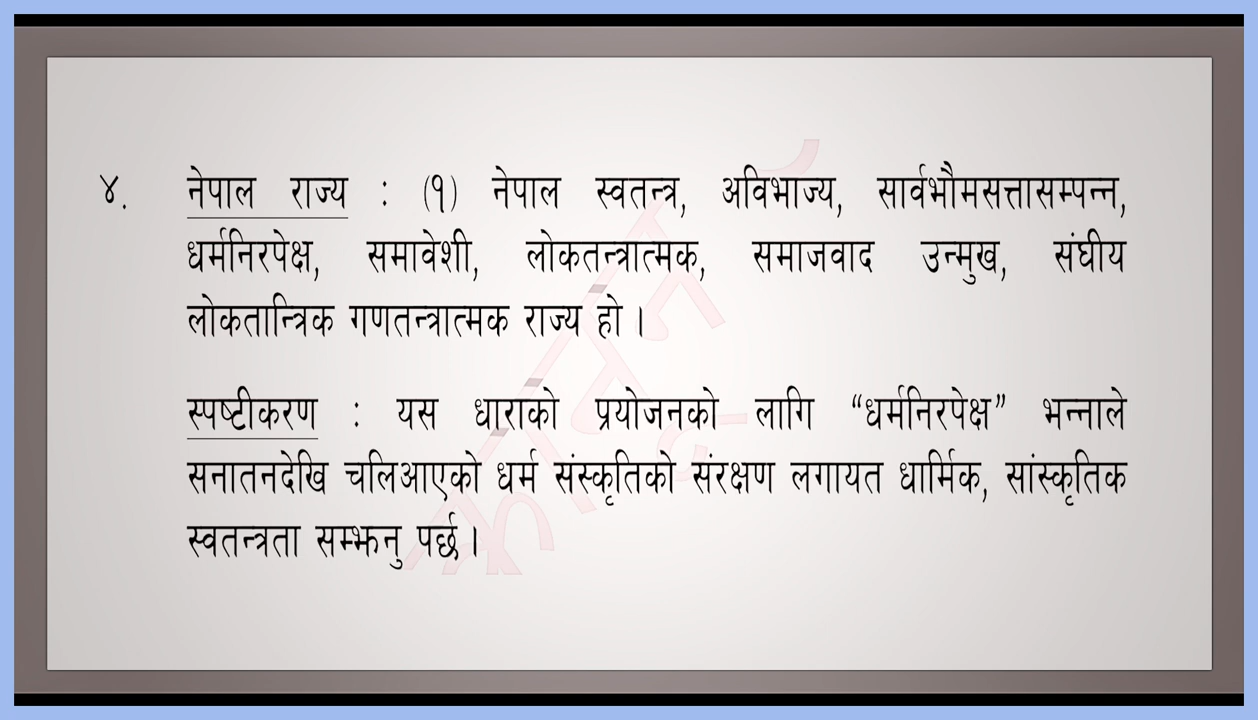 ४. नेपाल राज्य : (१) नेपाल स्वतन्त्र, अविभाज्य, सार्वभौमसत्तासम्पन्न,
धर्मनिरपेक्ष, समावेशी, लोकतन्त्रात्मक, समाजवाद उन्मुख, संघीय
लोकतान्त्रिक गणतन्त्रात्मक राज्य हो ।
स्पष्टीकरण : यस धाराको प्रयोजनको लागि “धर्मनिरपेक्ष” भन्नाले
सनातनदेखि चलिआएको धर्म संस्कृतिको संरक्षण लगायत धार्मिक, सांस्कृतिक
स्वतन्त्रता सम्झनु पर्छ ।